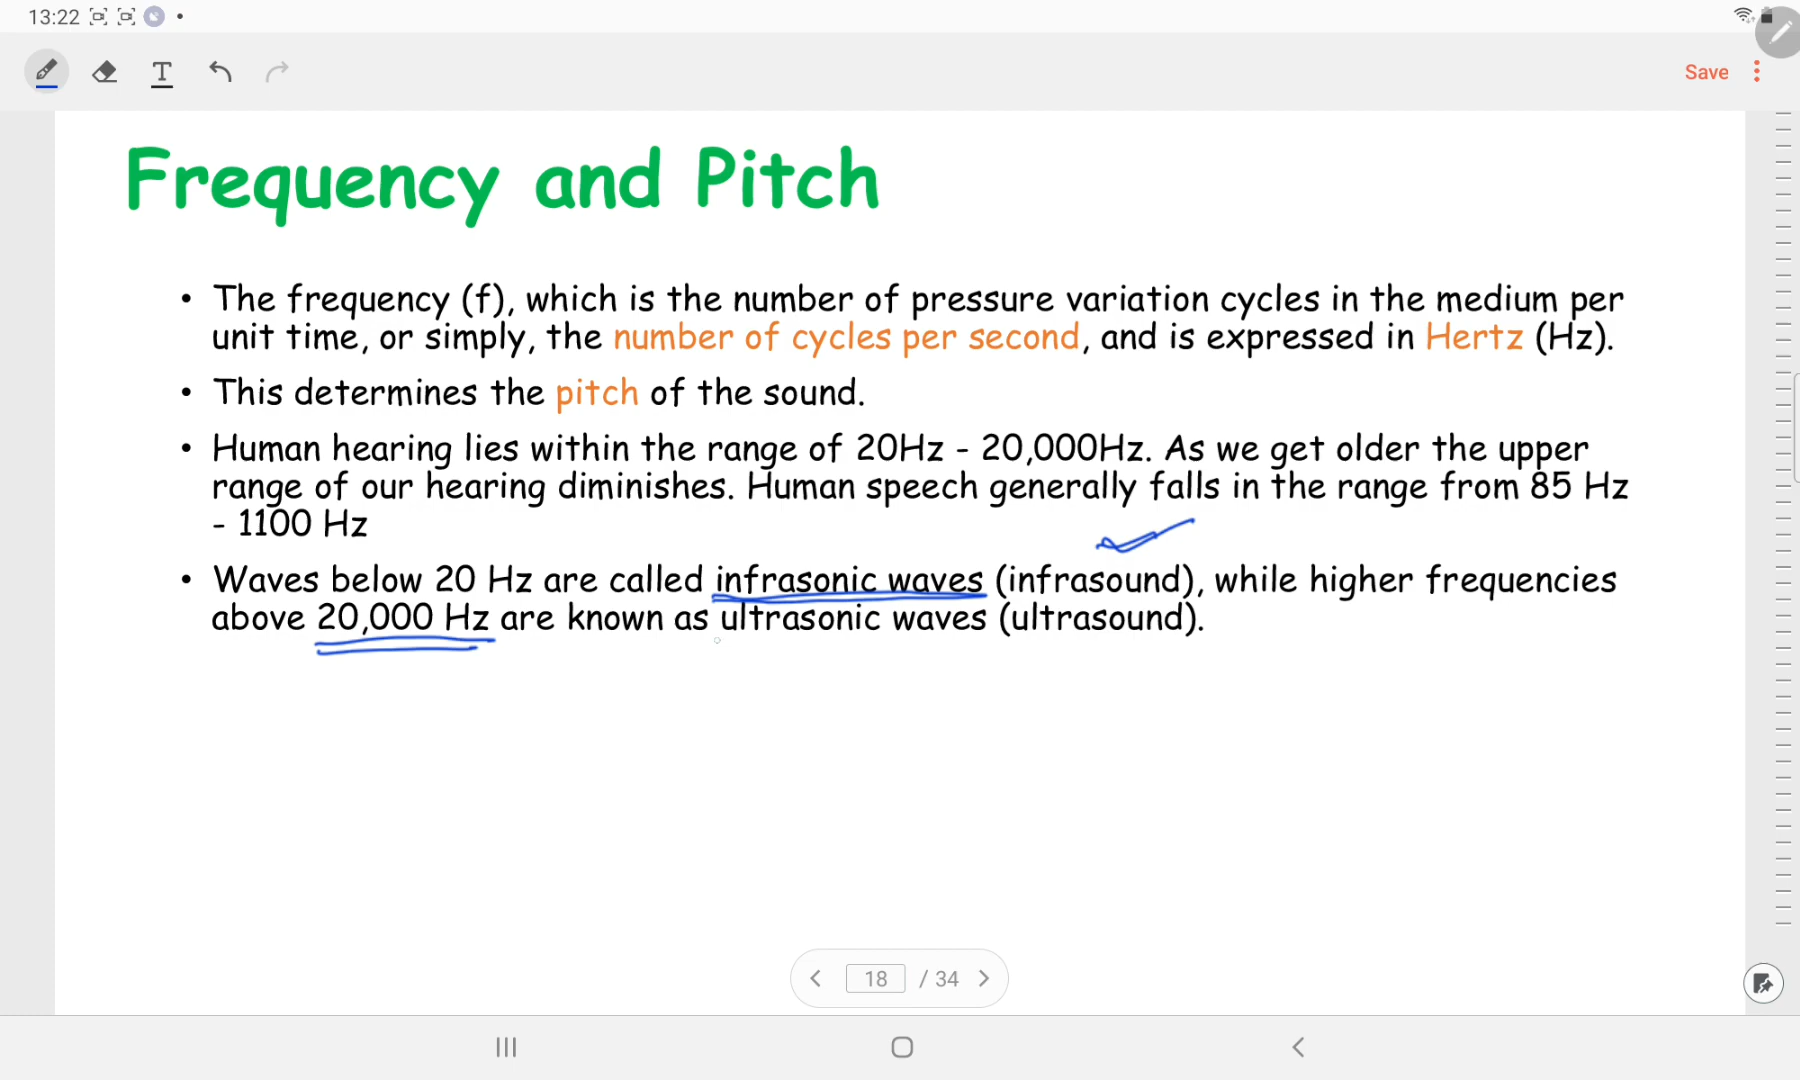 13:22
Save
Frequency and Pitch
• The frequency (f), which is the number of pressure variation cycles in the medium per
unit time, or simply, the number of cycles per second, and is expressed in Hertz (Hz).
• This determines the pitch of the sound.
• Human hearing lies within the range of 20Hz - 20,000Hz. As we get older the upper
range of our hearing diminishes. Human speech generally falls in the range from 85 Hz
- 1100 Hz
• Waves below 20 Hz are called infrasonic waves (infrasound), while higher frequencies
above 20,000 Hz are known as ultrasonic waves (ultrasound).
18 / 34